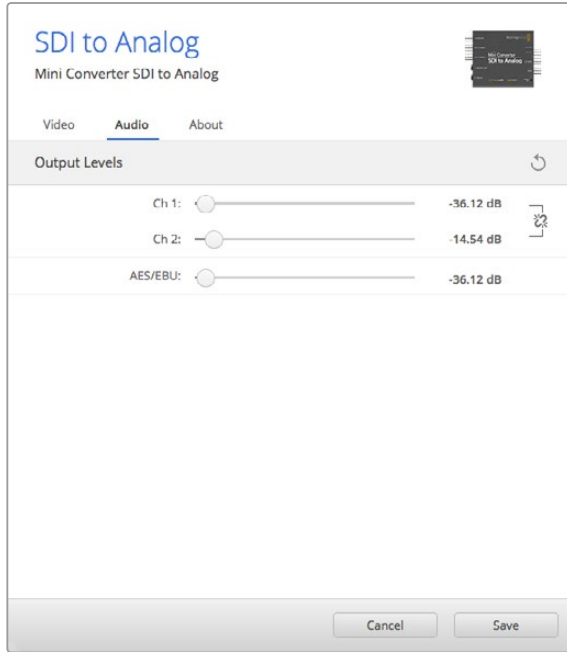 SDI to Analog
Mini Converter SDI to Analog
Video Audio About
Output Levels
Ch 1: -36.12 dB
Ch 2: -14.54 dB
AES/EBU: -36.12 dB
Cancel Save